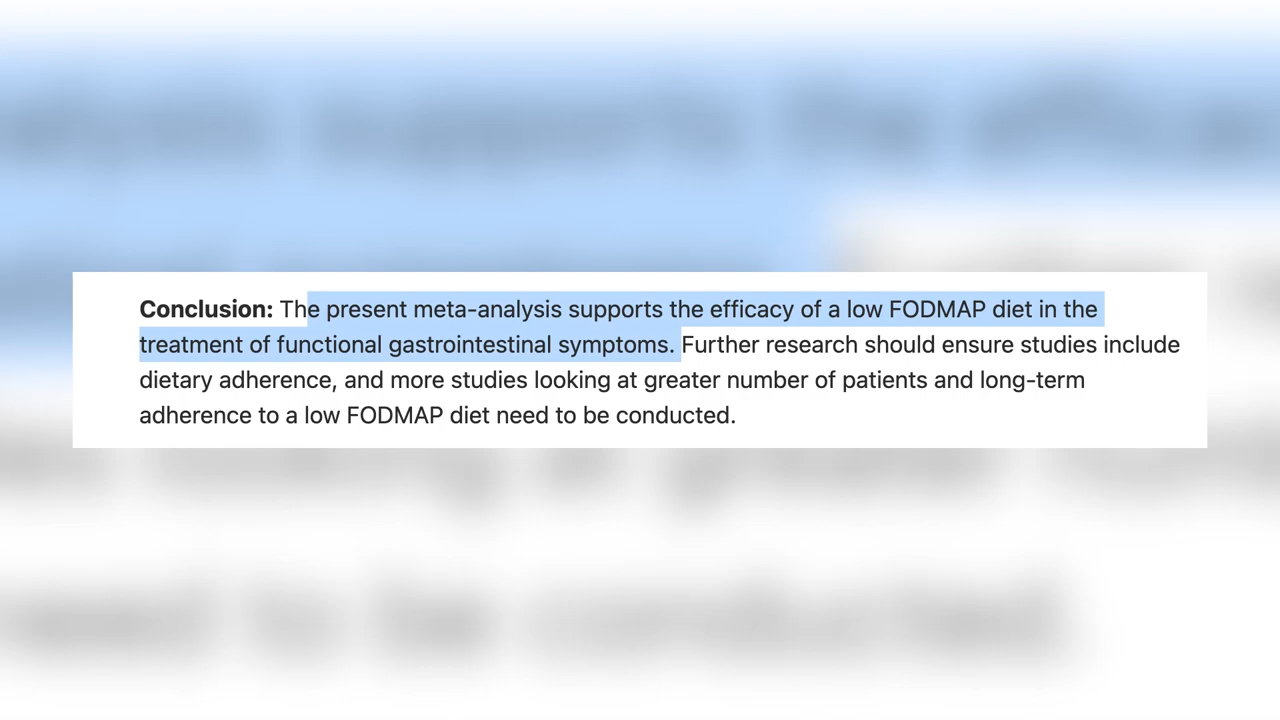 Conclusion: The present meta-analysis supports the efficacy of a low FODMAP diet in the
treatment of functional gastrointestinal symptoms. Further research should ensure studies include
dietary adherence, and more studies looking at greater number of patients and long-term
adherence to a low FODMAP diet need to be conducted.